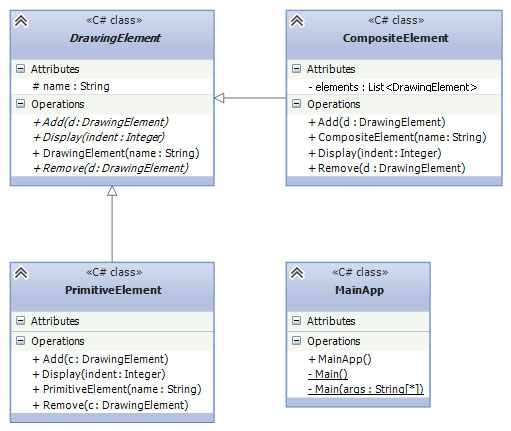 «C# class»
DrawingElement
Attributes
# name : String
Operations
+ Add(d : DrawingElement)
+ Display(indent : Integer)
+ DrawingElement(name : String)
+ Remove(d : DrawingElement)
«C# class»
CompositeElement
Attributes
- elements : List<DrawingElement>
Operations
+ Add(d : DrawingElement)
+ CompositeElement(name : String)
+ Display(indent : Integer)
+ Remove(d : DrawingElement)
«C# class»
PrimitiveElement
Attributes
Operations
+ Add(c : DrawingElement)
+ Display(indent : Integer)
+ PrimitiveElement(name : String)
+ Remove(c : DrawingElement)
«C# class»
MainApp
Attributes
Operations
+ MainApp()
- Main()
- Main(args : String[*])